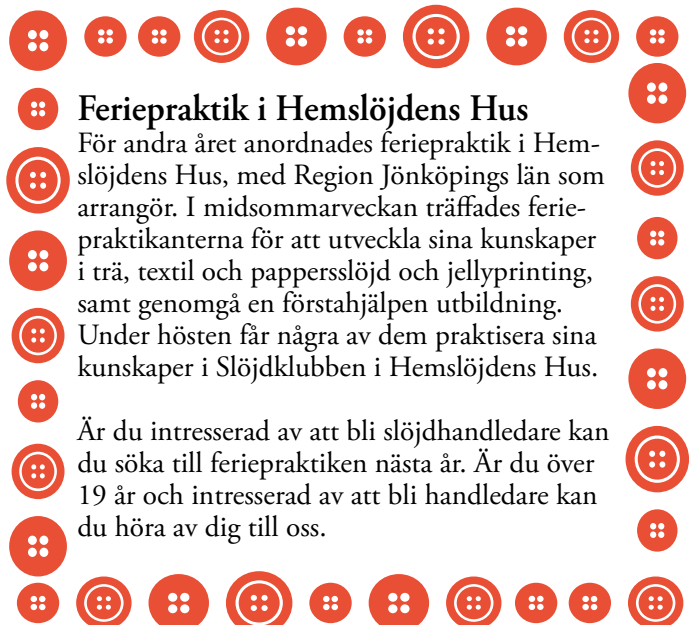 Feriepraktik i Hemslöjdens Hus
För andra året anordnades feriepraktik i Hem-
slöjdens Hus, med Region Jönköpings län som
arrangör. I midsommarveckan träffades ferie-
praktikanterna för att utveckla sina kunskaper
i trä, textil och pappersslöjd och jellyprinting,
samt genomgå en förstahjälpen utbildning.
Under hösten får några av dem praktisera sina
kunskaper i Slöjdklubben i Hemslöjdens Hus.
Är du intresserad av att bli slöjdhandledare kan
du söka till feriepraktiken nästa år. Är du över
19 år och intresserad av att bli handledare kan
du höra av dig till oss.